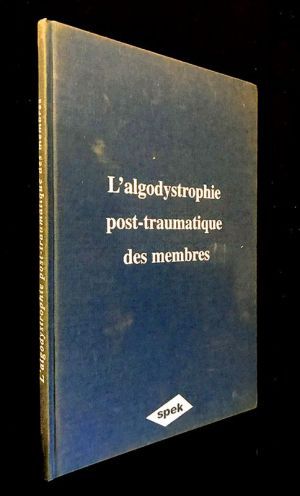 L'algodystrophie
post-traumatique
des membres
spek
L'algodystrophie post-traumatique des membres